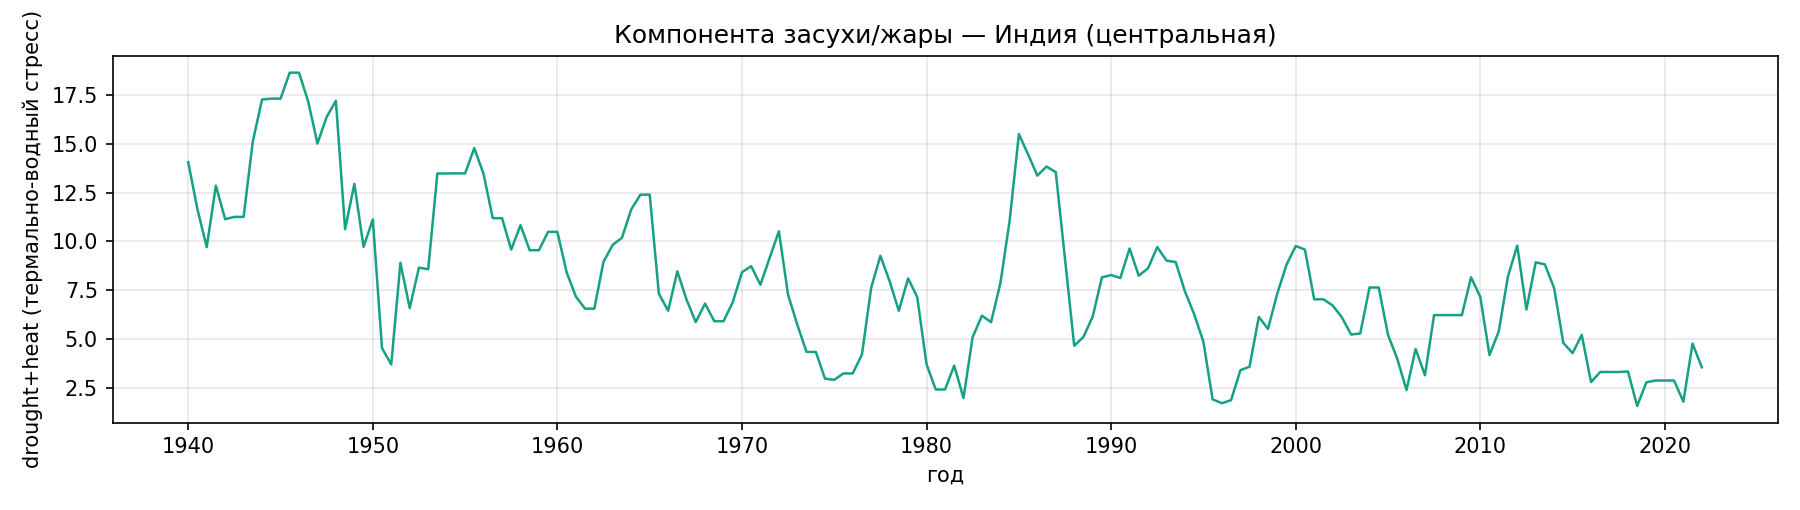 Компонента засухи/жары — Индия (центральная)
drought+heat (термально-водный стресс)
17.5
15.0
12.5
10.0
7.5
5.0
2.5
1940 1950 1960 1970 1980 1990 2000 2010 2020
год